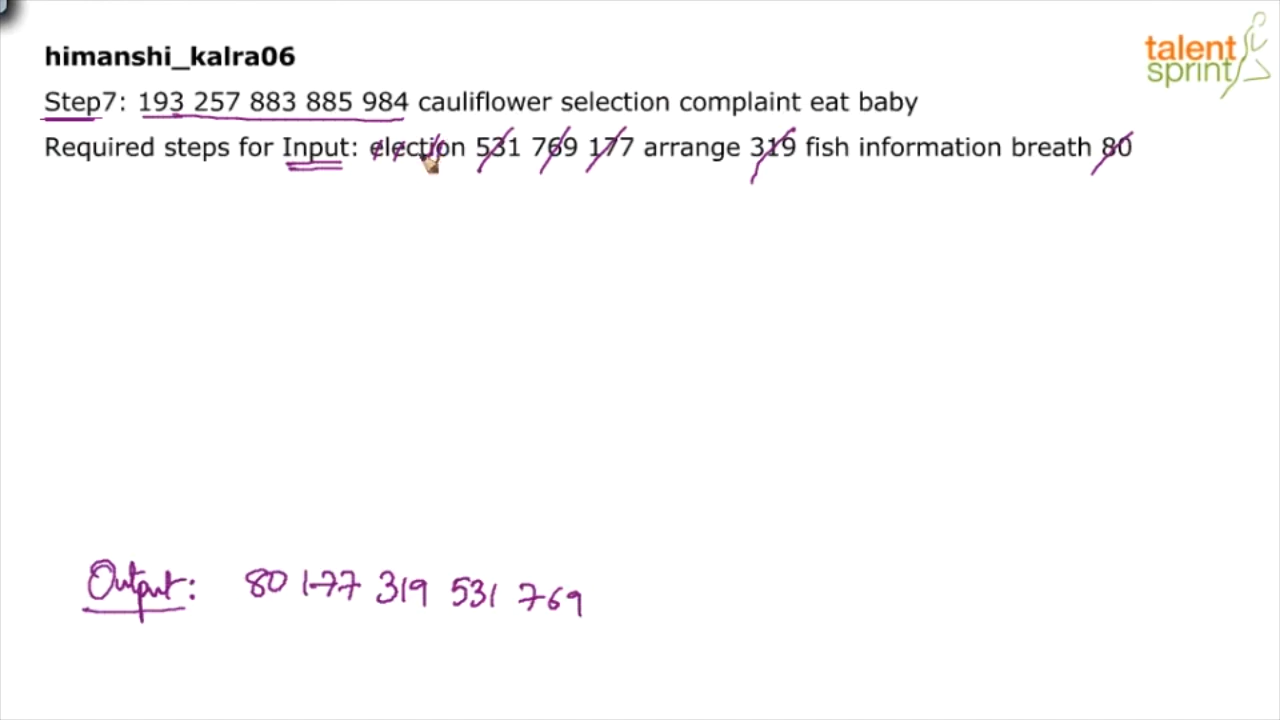 talent
sprint
himanshi_kalra06
Step7: 193 257 883 885 984 cauliflower selection complaint eat baby
Required steps for Input: election 531 769 177 arrange 319 fish information breath 80
Output: 80 177 319 531 769